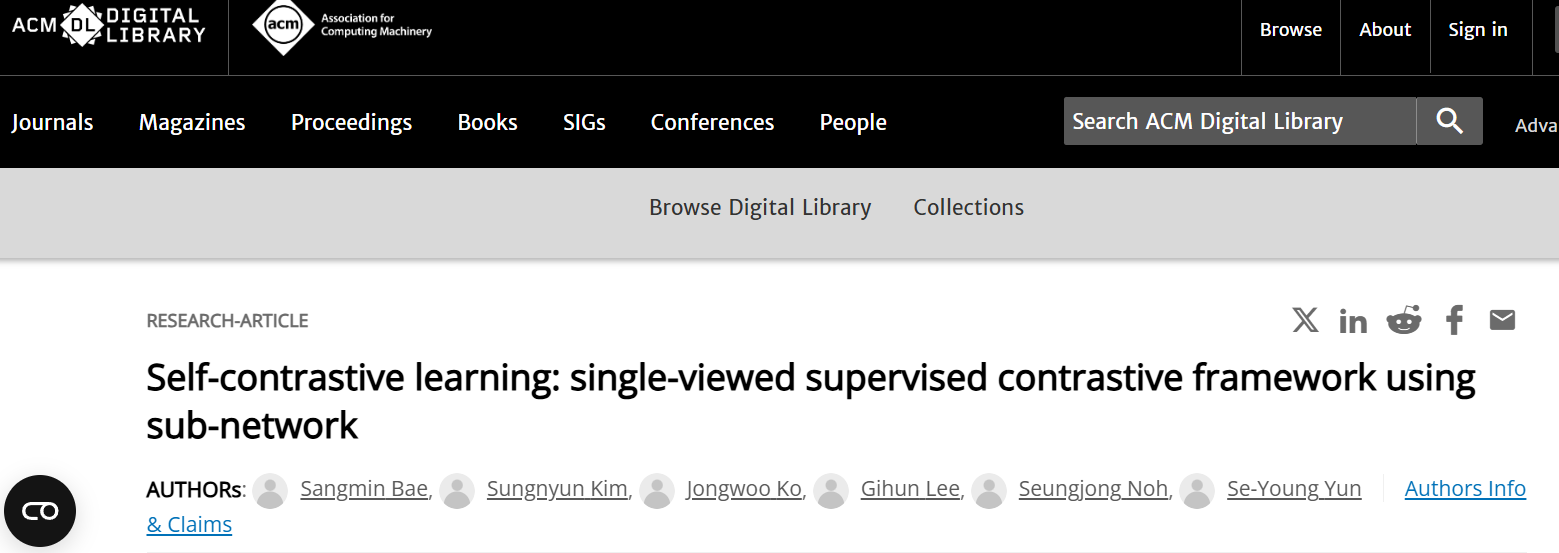 ACM DL DIGITAL LIBRARY
acm Association for Computing Machinery
Browse About Sign in
Journals Magazines Proceedings Books SIGs Conferences People
Search ACM Digital Library
Adva
Browse Digital Library Collections
RESEARCH-ARTICLE
Self-contrastive learning: single-viewed supervised contrastive framework using
sub-network
AUTHORs: Sangmin Bae, Sungnyun Kim, Jongwoo Ko, Gihun Lee, Seungjong Noh, Se-Young Yun Authors Info
& Claims